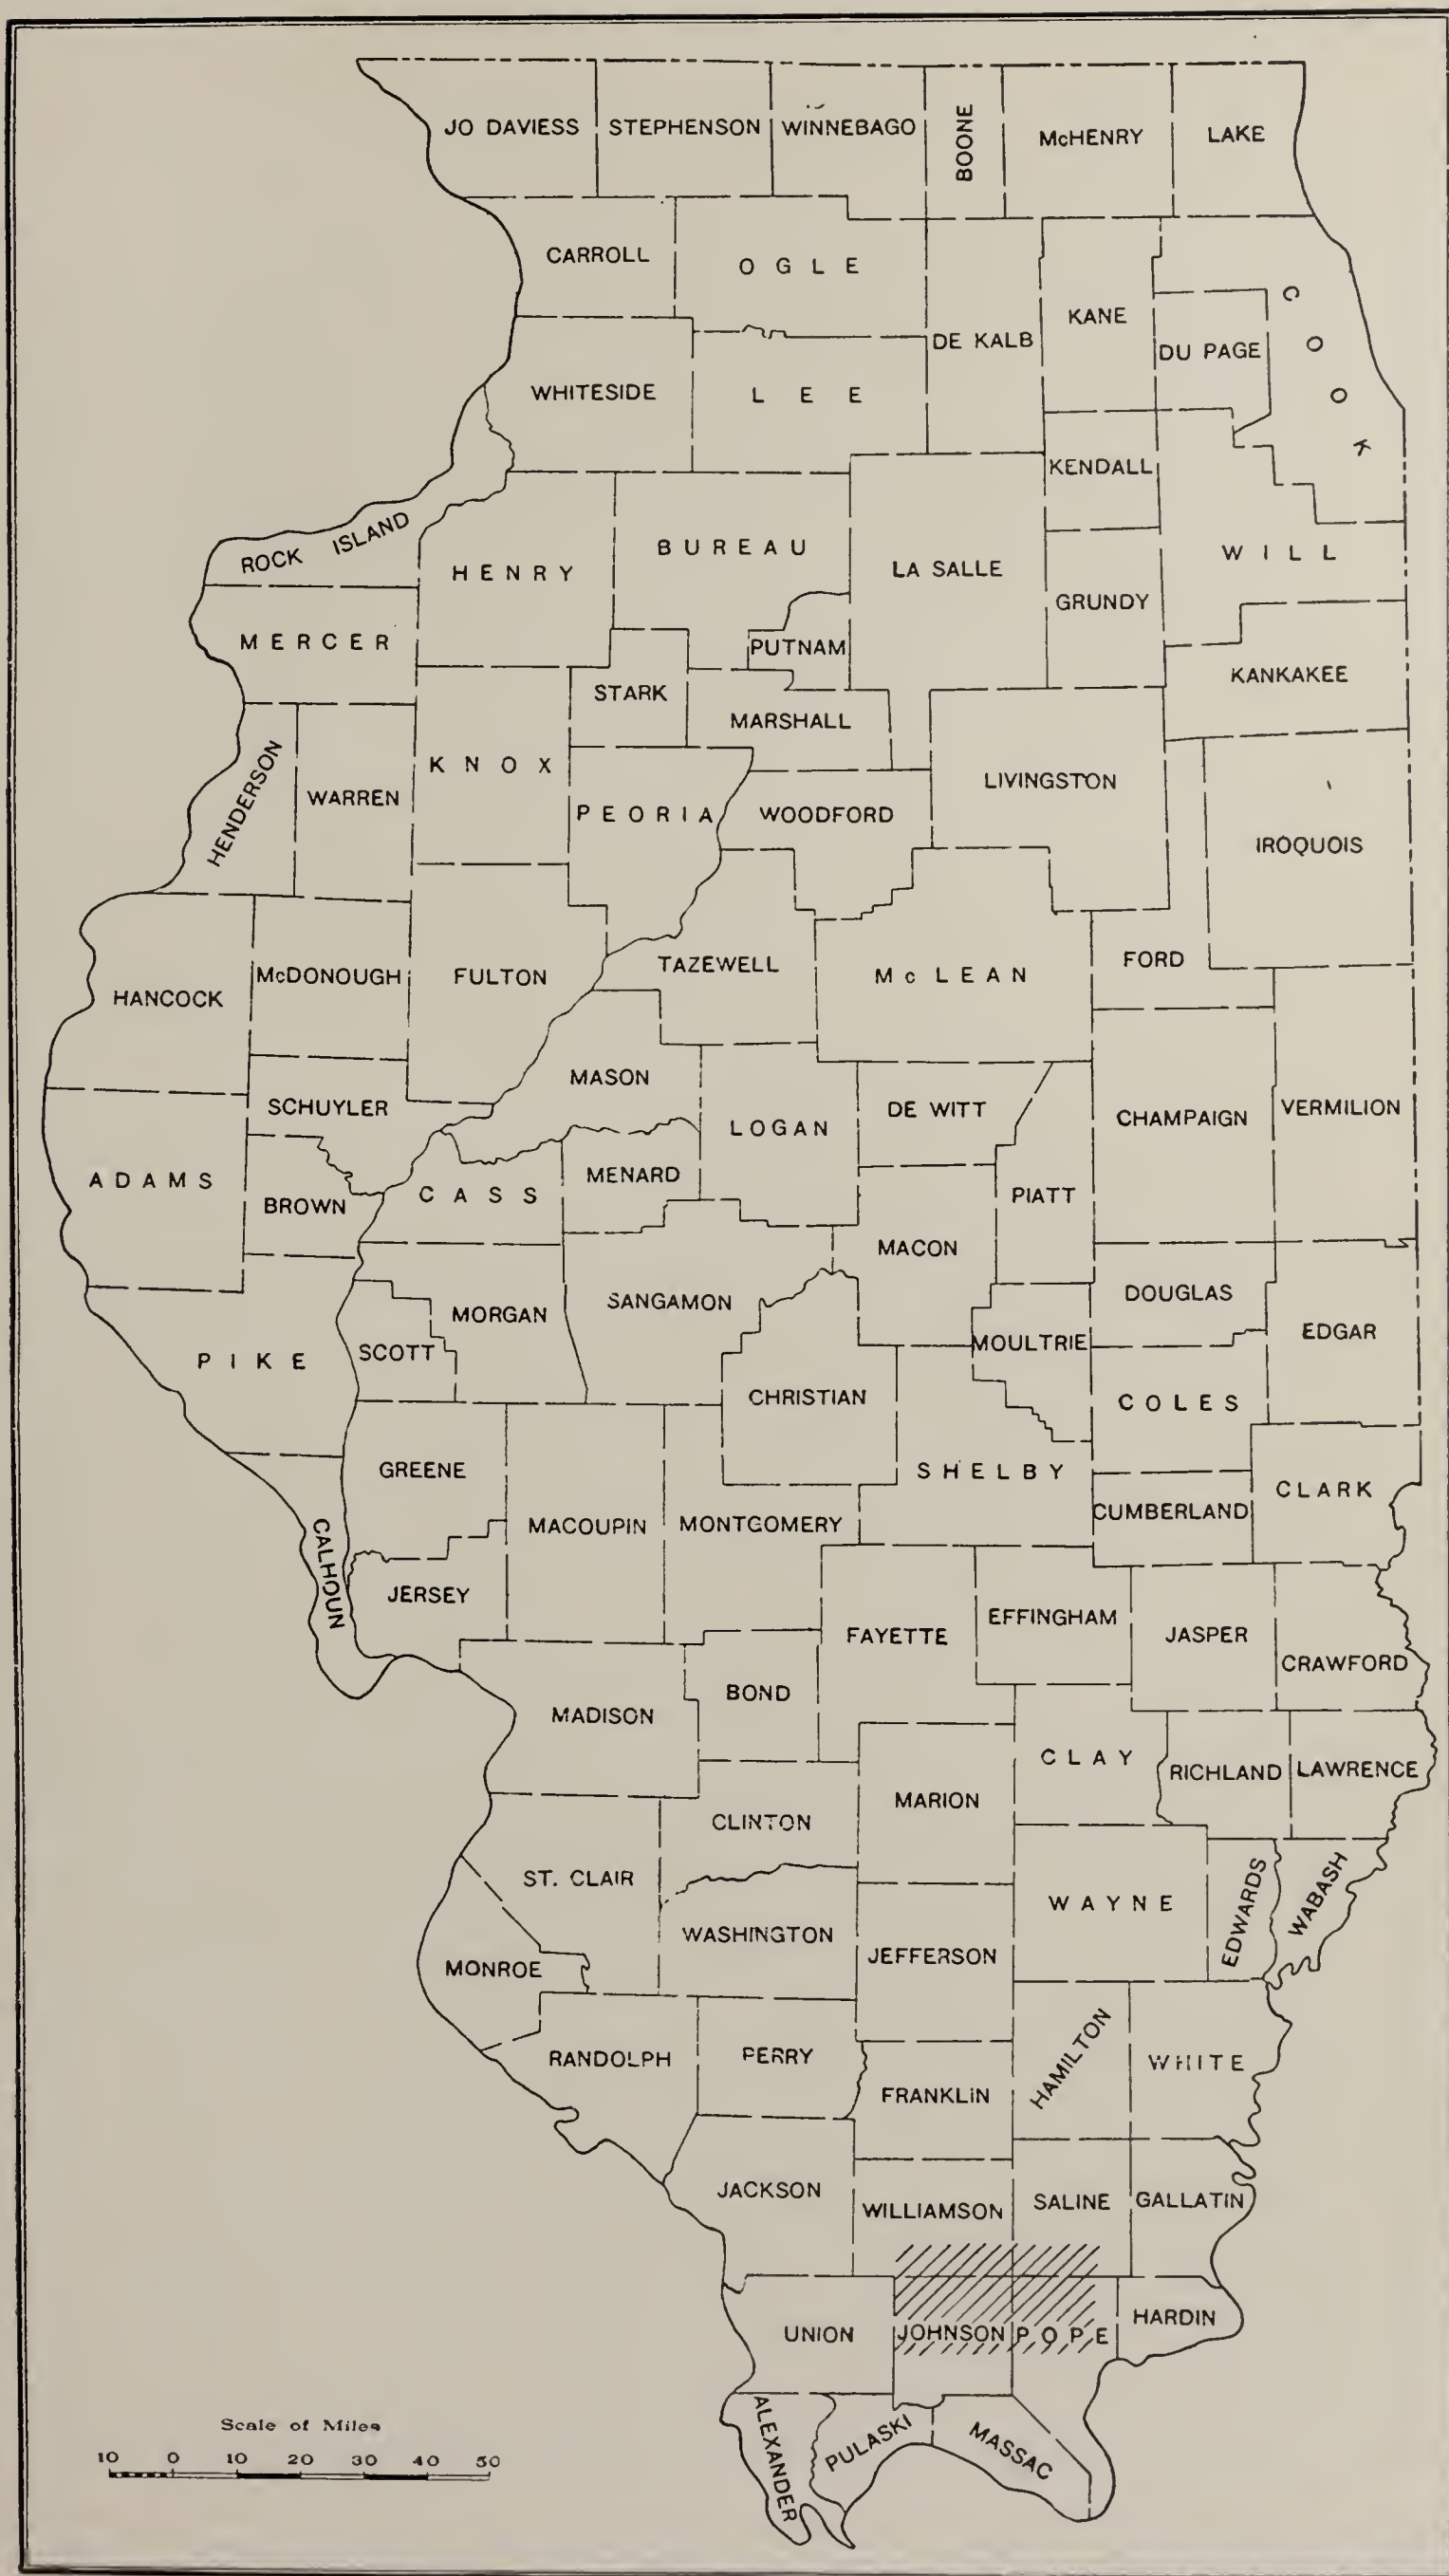 JO DAVIESS STEPHENSON WINNEBAGO BOONE McHENRY LAKE
CARROLL OGLE DE KALB KANE DU PAGE COOK
WHITESIDE LEE KENDALL
ROCK ISLAND HENRY BUREAU LA SALLE GRUNDY WILL
MERCER STARK PUTNAM KANKAKEE
MARSHALL
HENDERSON WARREN KNOX PEORIA WOODFORD LIVINGSTON IROQUOIS
HANCOCK McDONOUGH FULTON TAZEWELL McLEAN FORD
SCHUYLER MASON LOGAN DE WITT CHAMPAIGN VERMILION
ADAMS BROWN CASS MENARD PIATT
MACON
PIKE SCOTT MORGAN SANGAMON MOULTRIE DOUGLAS EDGAR
CHRISTIAN COLES
GREENE SHELBY CLARK
CALHOUN MACOUPIN MONTGOMERY CUMBERLAND
JERSEY FAYETTE EFFINGHAM JASPER CRAWFORD
MADISON BOND
CLAY RICHLAND LAWRENCE
CLINTON MARION
ST. CLAIR WAYNE EDWARDS WABASH
MONROE WASHINGTON JEFFERSON
RANDOLPH PERRY FRANKLIN HAMILTON WHITE
JACKSON WILLIAMSON SALINE GALLATIN
UNION JOHNSON POPE HARDIN
ALEXANDER PULASKI MASSAC
Scale of Miles
10 0 10 20 30 40 50